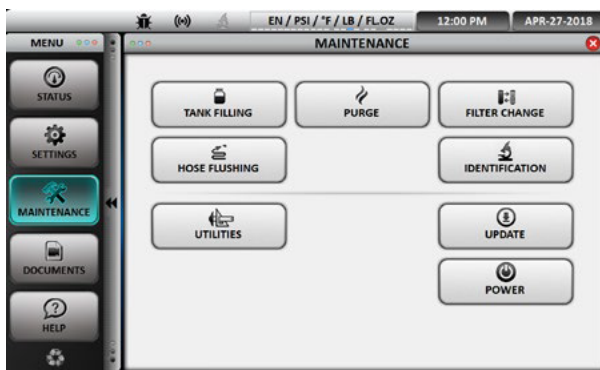 EN / PSI / °F / LB / FL.OZ 12:00 PM APR-27-2018
MENU
MAINTENANCE
STATUS
SETTINGS
MAINTENANCE
DOCUMENTS
HELP
TANK FILLING PURGE FILTER CHANGE
HOSE FLUSHING IDENTIFICATION
UTILITIES UPDATE
POWER